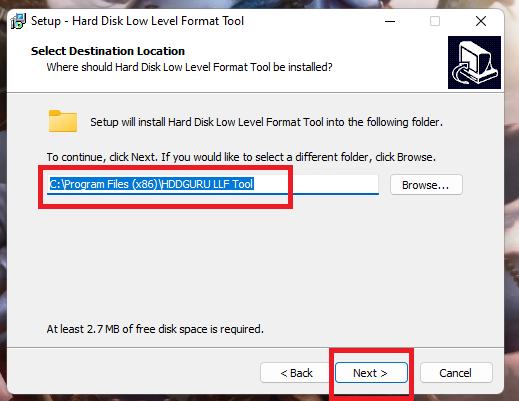 Setup - Hard Disk Low Level Format Tool
Select Destination Location
Where should Hard Disk Low Level Format Tool be installed?
Setup will install Hard Disk Low Level Format Tool into the following folder.
To continue, click Next. If you would like to select a different folder, click Browse.
C:\Program Files (x86)\HDDGURU LLF Tool
Browse...
At least 2.7 MB of free disk space is required.
< Back
Next >
Cancel